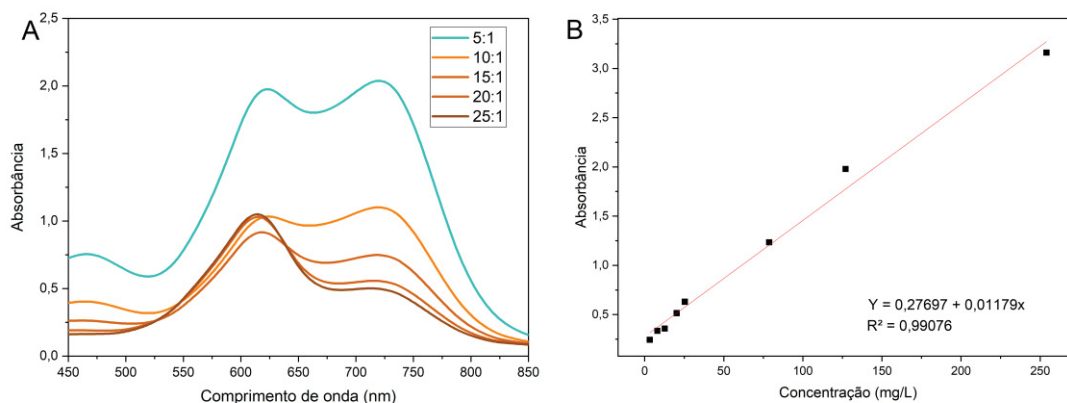 A
5:1
10:1
15:1
20:1
25:1
2,5
2,0
1,5
1,0
0,5
0,0
Absorbância
450 500 550 600 650 700 750 800 850
Comprimento de onda (nm)
B
3,5
3,0
2,5
2,0
1,5
1,0
0,5
Absorbância
Y = 0,27697 + 0,01179x
R² = 0,99076
0 50 100 150 200 250
Concentração (mg/L)